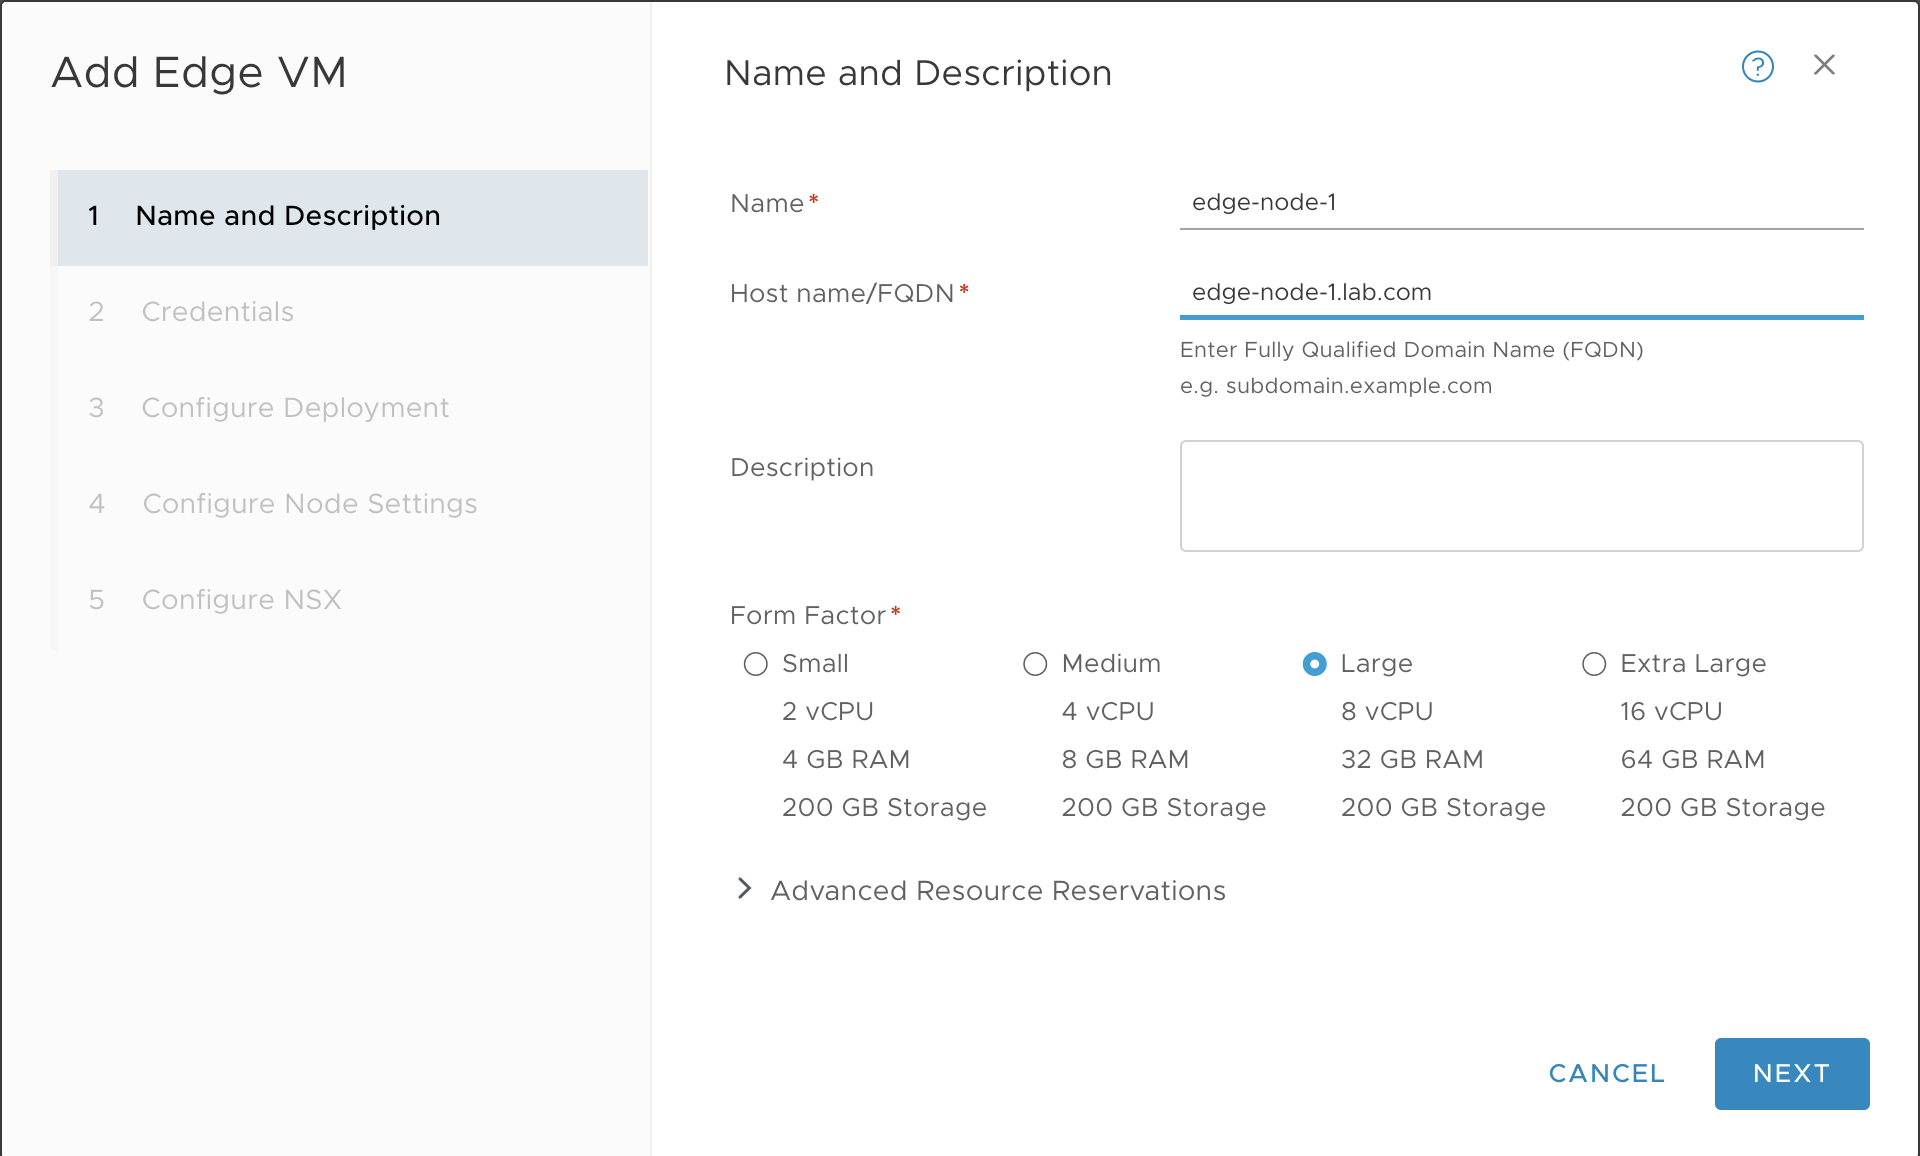 Add Edge VM
1 Name and Description
2 Credentials
3 Configure Deployment
4 Configure Node Settings
5 Configure NSX
Name and Description
?
Name* edge-node-1
Host name/FQDN* edge-node-1.lab.com
Enter Fully Qualified Domain Name (FQDN)
e.g. subdomain.example.com
Description
Form Factor*
Small Medium Large Extra Large
2 vCPU 4 vCPU 8 vCPU 16 vCPU
4 GB RAM 8 GB RAM 32 GB RAM 64 GB RAM
200 GB Storage 200 GB Storage 200 GB Storage 200 GB Storage
Advanced Resource Reservations
CANCEL NEXT